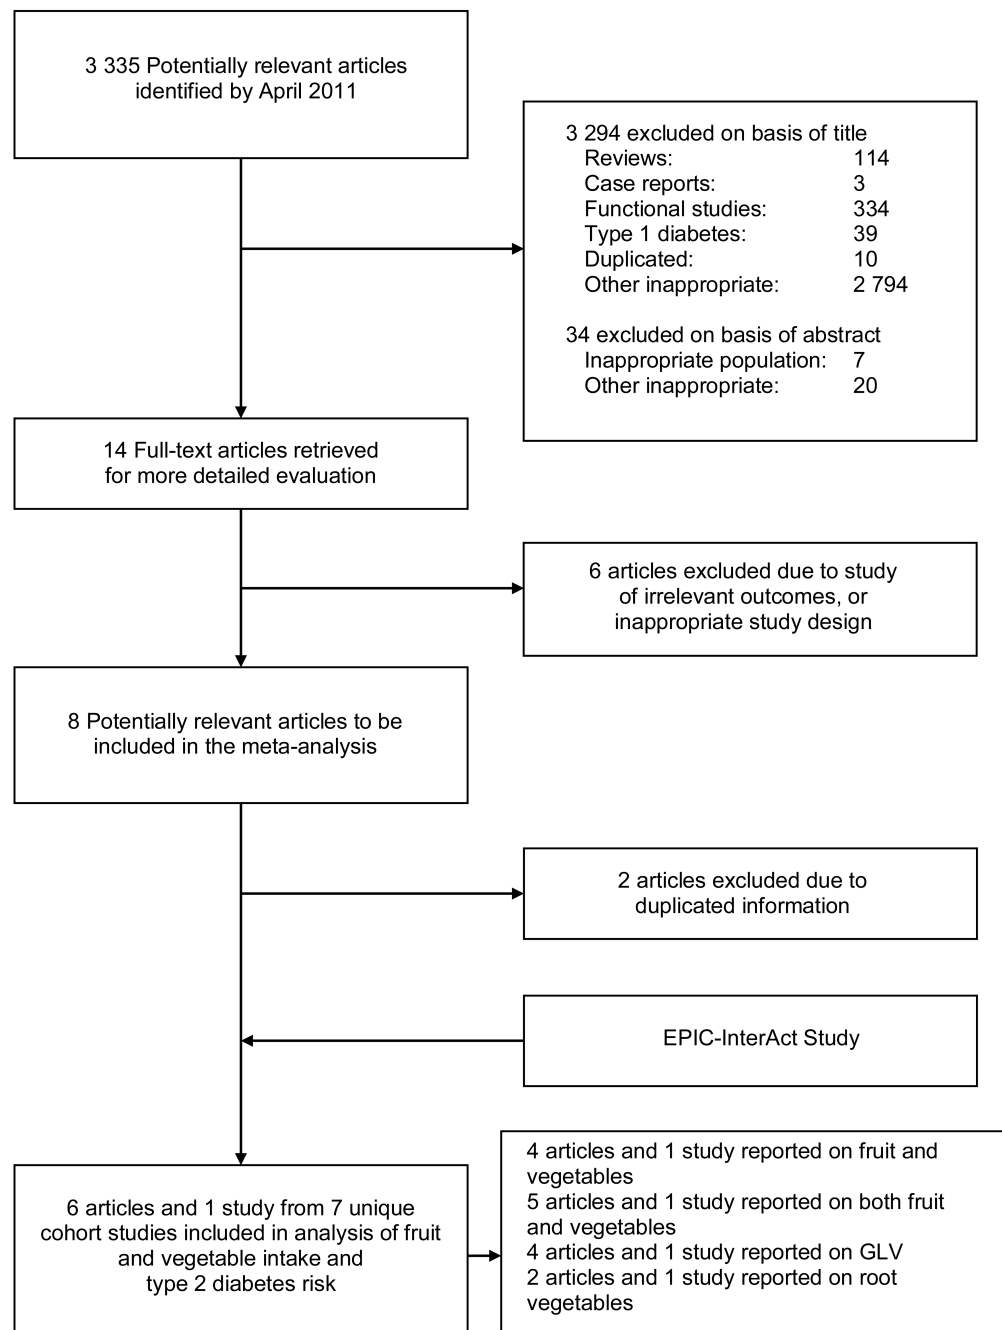 3 335 Potentially relevant articles
identified by April 2011
3 294 excluded on basis of title
Reviews: 114
Case reports: 3
Functional studies: 334
Type 1 diabetes: 39
Duplicated: 10
Other inappropriate: 2 794
34 excluded on basis of abstract
Inappropriate population: 7
Other inappropriate: 20
14 Full-text articles retrieved
for more detailed evaluation
6 articles excluded due to study
of irrelevant outcomes, or
inappropriate study design
8 Potentially relevant articles to be
included in the meta-analysis
2 articles excluded due to
duplicated information
EPIC-InterAct Study
6 articles and 1 study from 7 unique
cohort studies included in analysis of fruit
and vegetable intake and
type 2 diabetes risk
4 articles and 1 study reported on fruit and
vegetables
5 articles and 1 study reported on both fruit
and vegetables
4 articles and 1 study reported on GLV
2 articles and 1 study reported on root
vegetables